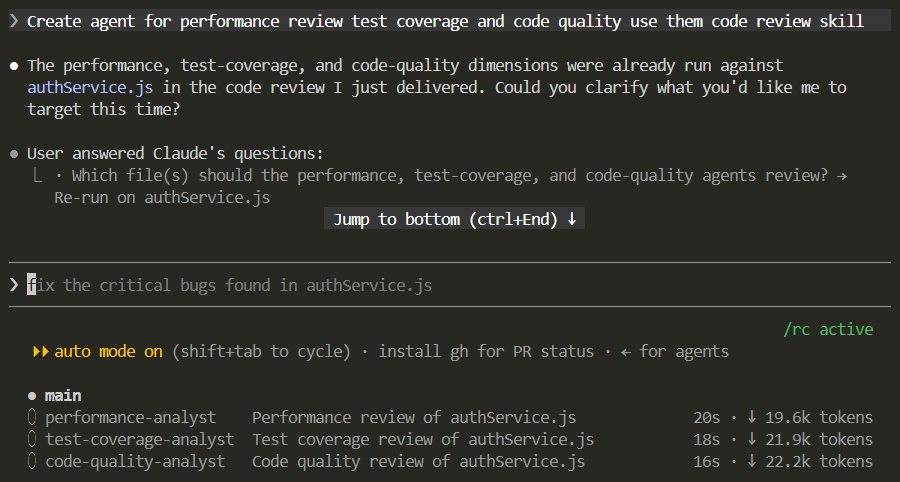 ❯ Create agent for performance review test coverage and code quality use them code review skill
● The performance, test-coverage, and code-quality dimensions were already run against
authService.js in the code review I just delivered. Could you clarify what you'd like me to
target this time?
● User answered Claude's questions:
⎿ · Which file(s) should the performance, test-coverage, and code-quality agents review? →
Re-run on authService.js
Jump to bottom (ctrl+End) ↓
❯ fix the critical bugs found in authService.js
/rc active
⏵⏵ auto mode on (shift+tab to cycle) · install gh for PR status · ← for agents
● main
performance-analyst Performance review of authService.js 20s · ↓ 19.6k tokens
test-coverage-analyst Test coverage review of authService.js 18s · ↓ 21.9k tokens
code-quality-analyst Code quality review of authService.js 16s · ↓ 22.2k tokens